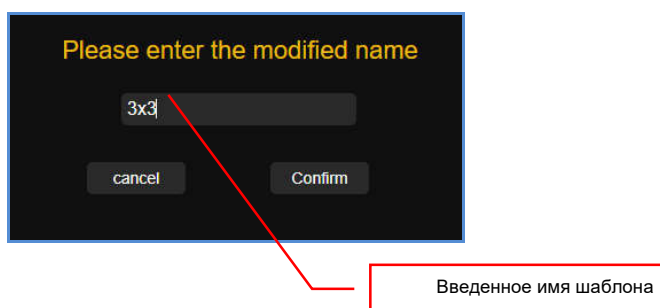 Please enter the modified name
3x3
cancel Confirm
Введенное имя шаблона